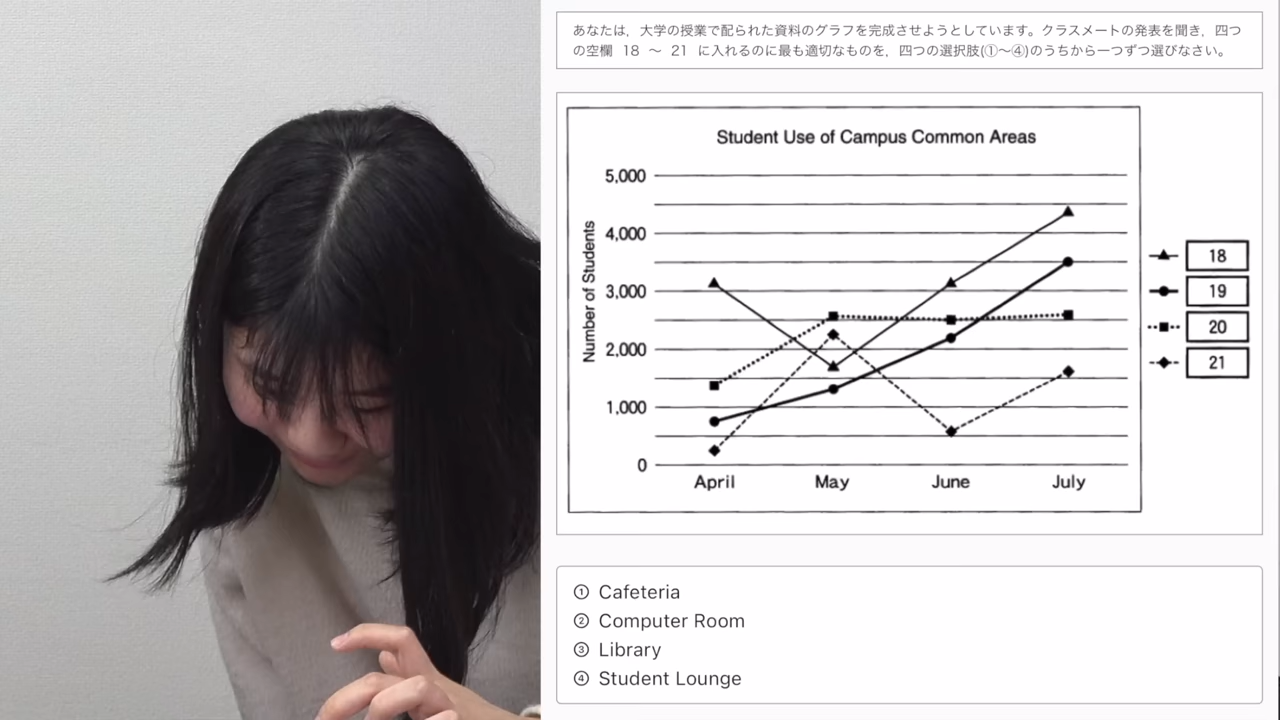 あなたは，大学の授業で配られた資料のグラフを完成させようとしています。クラスメートの発表を聞き，四つ
の空欄 18 ～ 21 に入れるのに最も適切なものを，四つの選択肢(①～④)のうちから一つずつ選びなさい。
Student Use of Campus Common Areas
Number of Students
5,000
4,000
3,000
2,000
1,000
0
April May June July
18
19
20
21
① Cafeteria
② Computer Room
③ Library
④ Student Lounge